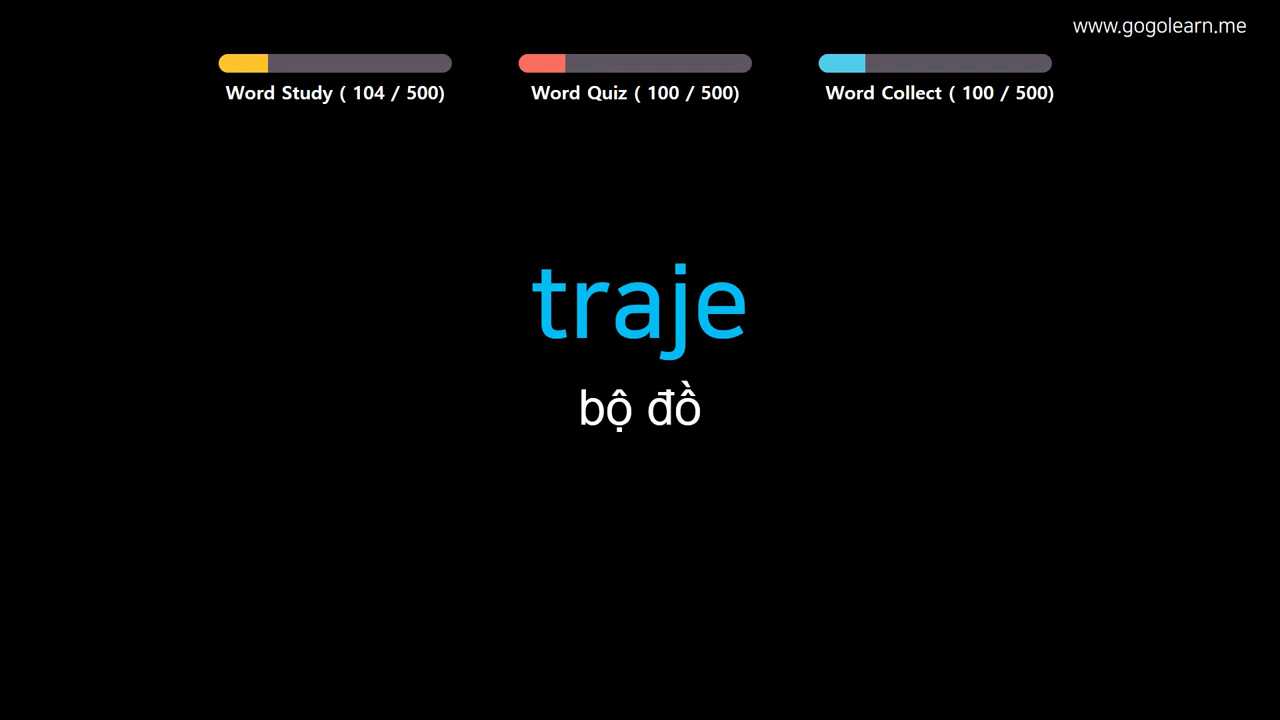 www.gogolearn.me
Word Study ( 104 / 500)
Word Quiz ( 100 / 500)
Word Collect ( 100 / 500)
traje
bộ đồ